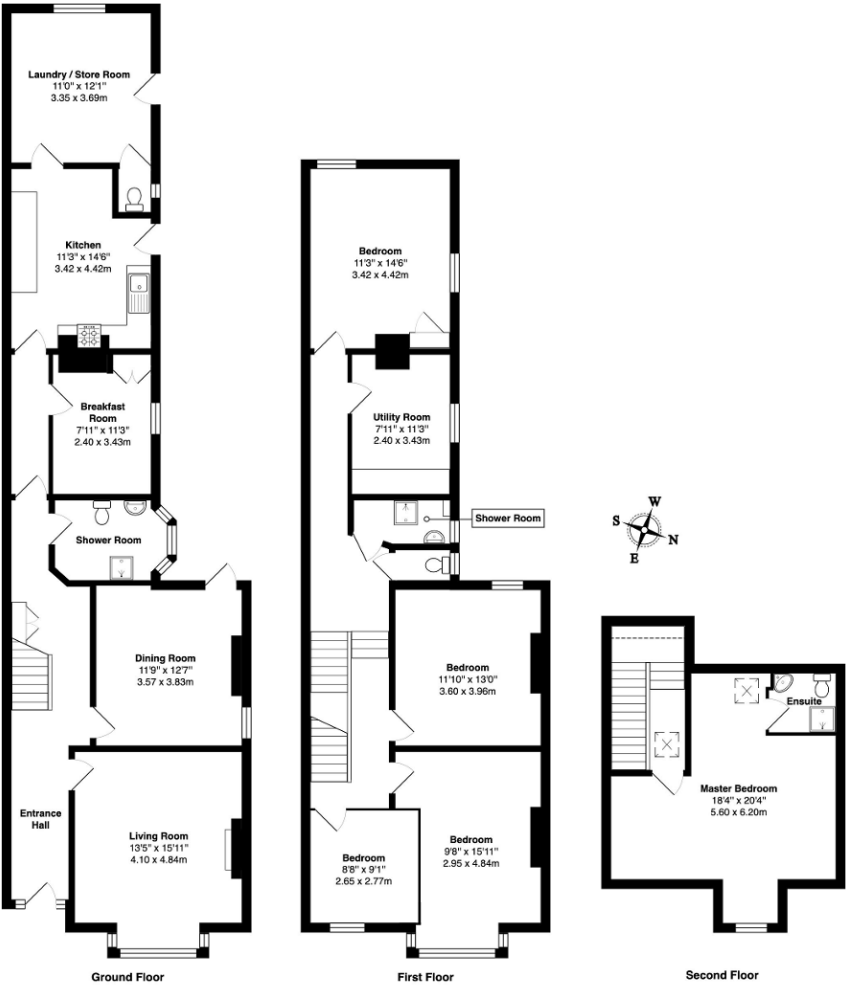 Laundry / Store Room
11'0" x 12'1"
3.35 x 3.69m
Kitchen
11'3" x 14'6"
3.42 x 4.42m
Breakfast
Room
7'11" x 11'3"
2.40 x 3.43m
Shower Room
Dining Room
11'9" x 12'7"
3.57 x 3.83m
Entrance
Hall
Living Room
13'5" x 15'11"
4.10 x 4.84m
Ground Floor
Bedroom
11'3" x 14'6"
3.42 x 4.42m
Utility Room
7'11" x 11'3"
2.40 x 3.43m
Shower Room
Bedroom
11'10" x 13'0"
3.60 x 3.96m
Bedroom
8'8" x 9'1"
2.65 x 2.77m
Bedroom
9'8" x 15'11"
2.95 x 4.84m
First Floor
W
S
N
E
Ensuite
Master Bedroom
18'4" x 20'4"
5.60 x 6.20m
Second Floor